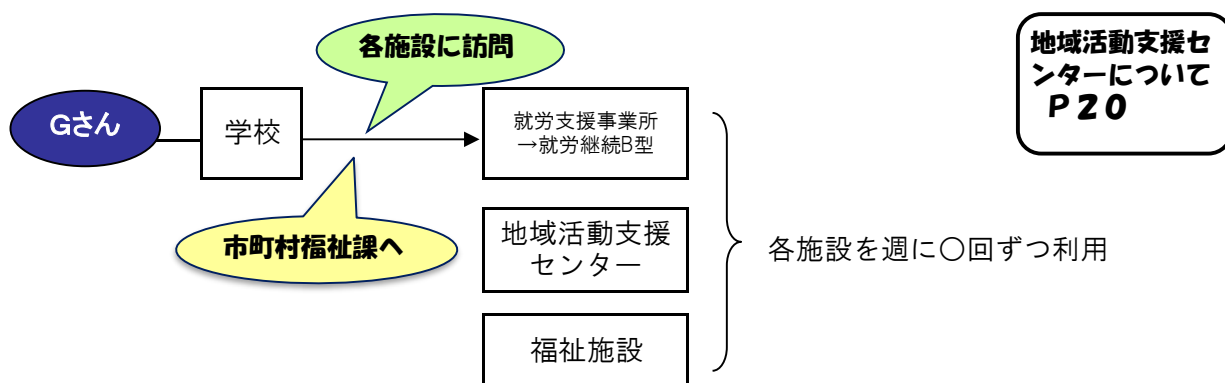 各施設に訪問
地域活動支援セ
ンターについて
P20
Gさん
学校
就労支援事業所
→就労継続B型
市町村福祉課へ
地域活動支援
センター
各施設を週に〇回ずつ利用
福祉施設